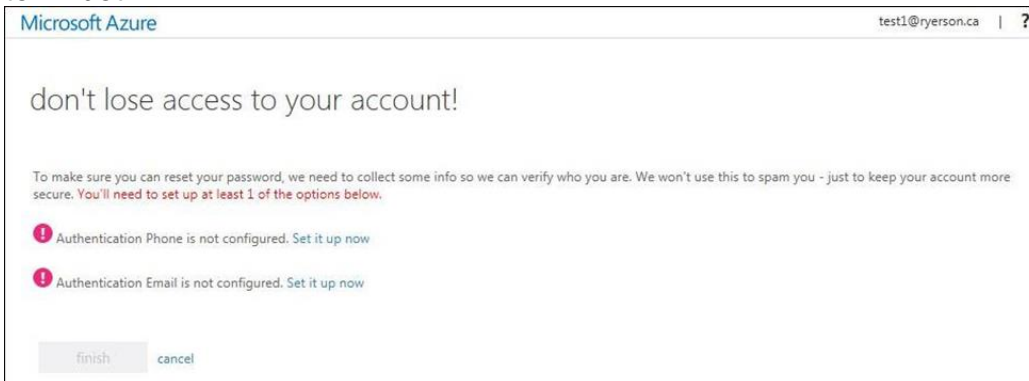 Microsoft Azure
test1@ryerson.ca | ?
don't lose access to your account!
To make sure you can reset your password, we need to collect some info so we can verify who you are. We won't use this to spam you - just to keep your account more
secure. You'll need to set up at least 1 of the options below.
! Authentication Phone is not configured. Set it up now
! Authentication Email is not configured. Set it up now
finish cancel